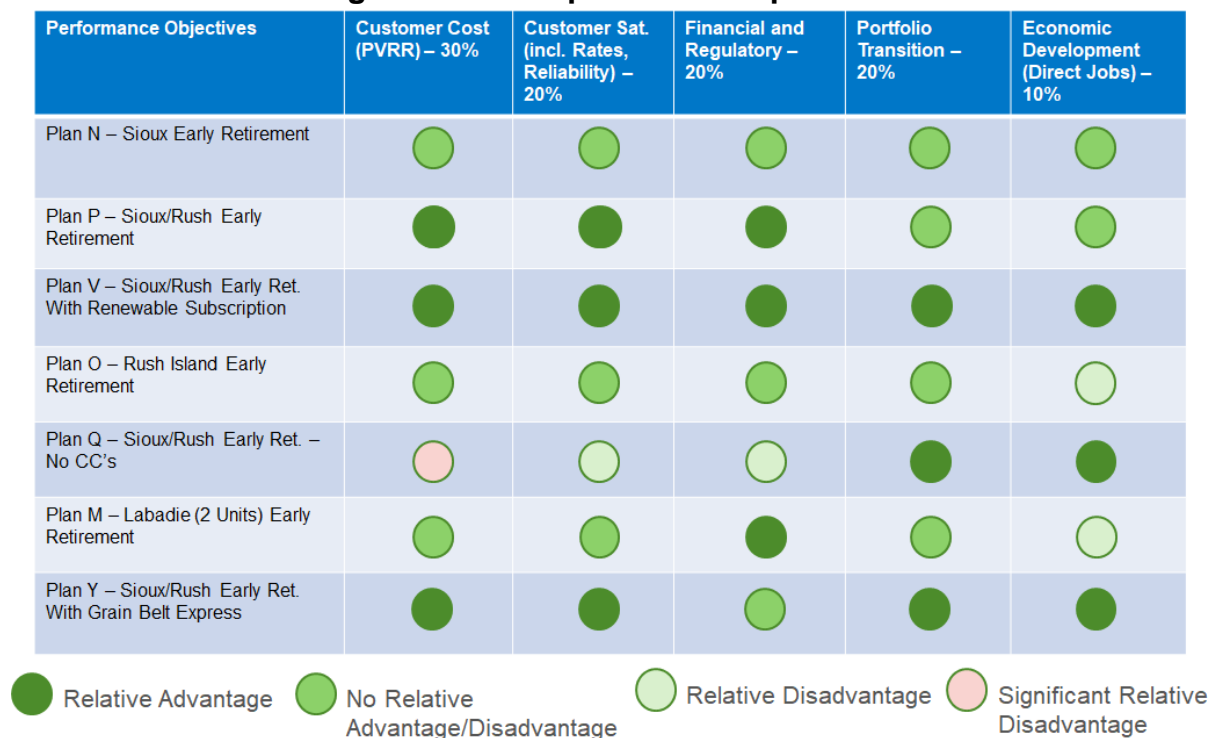 Performance Objectives
Customer Cost
(PVRR) – 30%
Customer Sat.
(incl. Rates,
Reliability) –
20%
Financial and
Regulatory –
20%
Portfolio
Transition –
20%
Economic
Development
(Direct Jobs) –
10%
Plan N – Sioux Early Retirement
Plan P – Sioux/Rush Early
Retirement
Plan V – Sioux/Rush Early Ret.
With Renewable Subscription
Plan O – Rush Island Early
Retirement
Plan Q – Sioux/Rush Early Ret. –
No CC's
Plan M – Labadie (2 Units) Early
Retirement
Plan Y – Sioux/Rush Early Ret.
With Grain Belt Express
Relative Advantage
No Relative
Advantage/Disadvantage
Relative Disadvantage
Significant Relative
Disadvantage